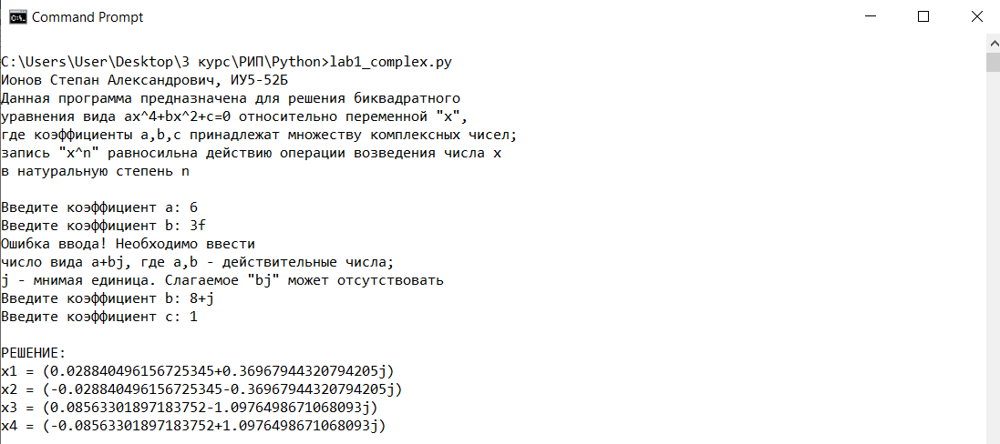 Command Prompt
C:\Users\User\Desktop\3 курс\РИП\Python>lab1_complex.py
Ионов Степан Александрович, ИУ5-52Б
Данная программа предназначена для решения биквадратного
уравнения вида ax^4+bx^2+c=0 относительно переменной "x",
где коэффициенты a,b,c принадлежат множеству комплексных чисел;
запись "x^n" равносильна действию операции возведения числа x
в натуральную степень n
Введите коэффициент a: 6
Введите коэффициент b: 3f
Ошибка ввода! Необходимо ввести
число вида a+bj, где a,b - действительные числа;
j - мнимая единица. Слагаемое "bj" может отсутствовать
Введите коэффициент b: 8+j
Введите коэффициент c: 1
РЕШЕНИЕ:
x1 = (0.028840496156725345+0.36967944320794205j)
x2 = (-0.028840496156725345-0.36967944320794205j)
x3 = (0.08563301897183752-1.0976498671068093j)
x4 = (-0.08563301897183752+1.0976498671068093j)